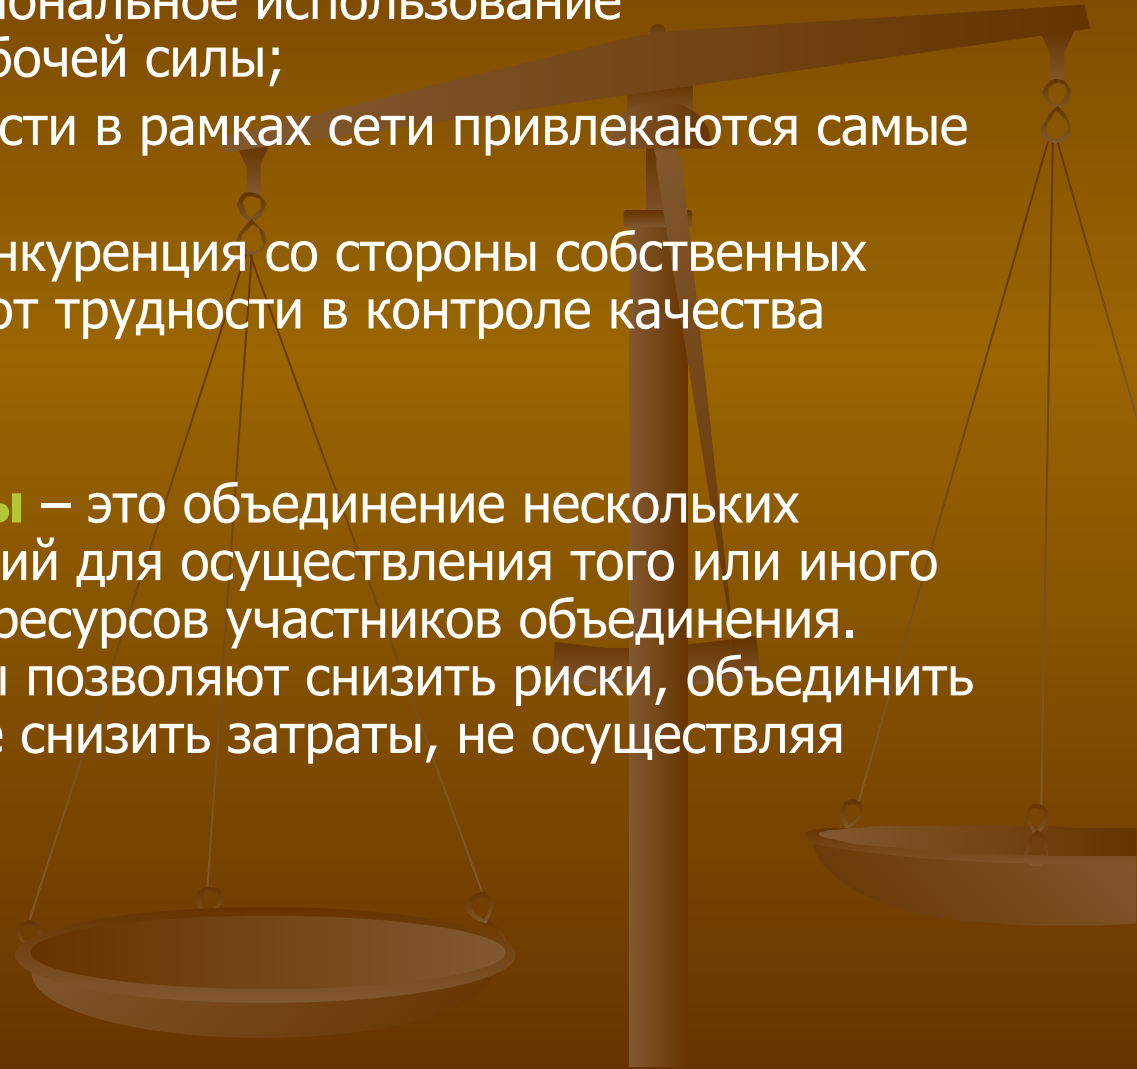 иональное использование
бочей силы;
сти в рамках сети привлекаются самые
нкуренция со стороны собственных
от трудности в контроле качества
ы – это объединение нескольких
ий для осуществления того или иного
ресурсов участников объединения.
ы позволяют снизить риски, объединить
е снизить затраты, не осуществляя